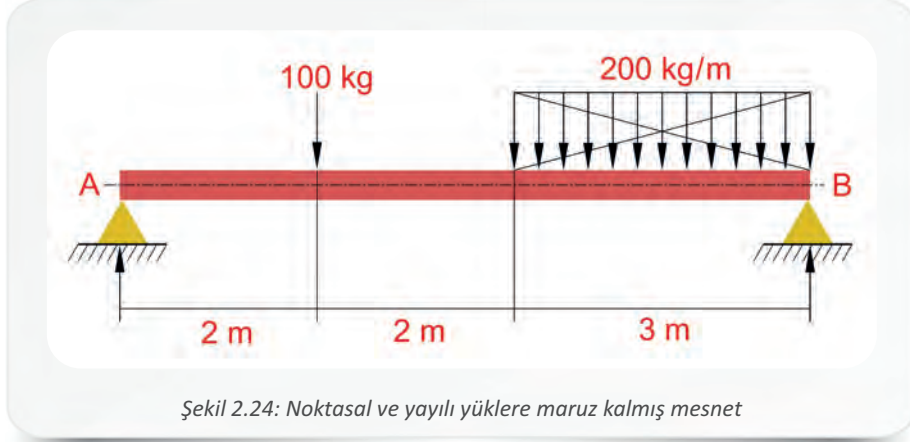 100 kg
200 kg/m
A
B
2 m
2 m
3 m
Şekil 2.24: Noktasal ve yayılı yüklere maruz kalmış mesnet